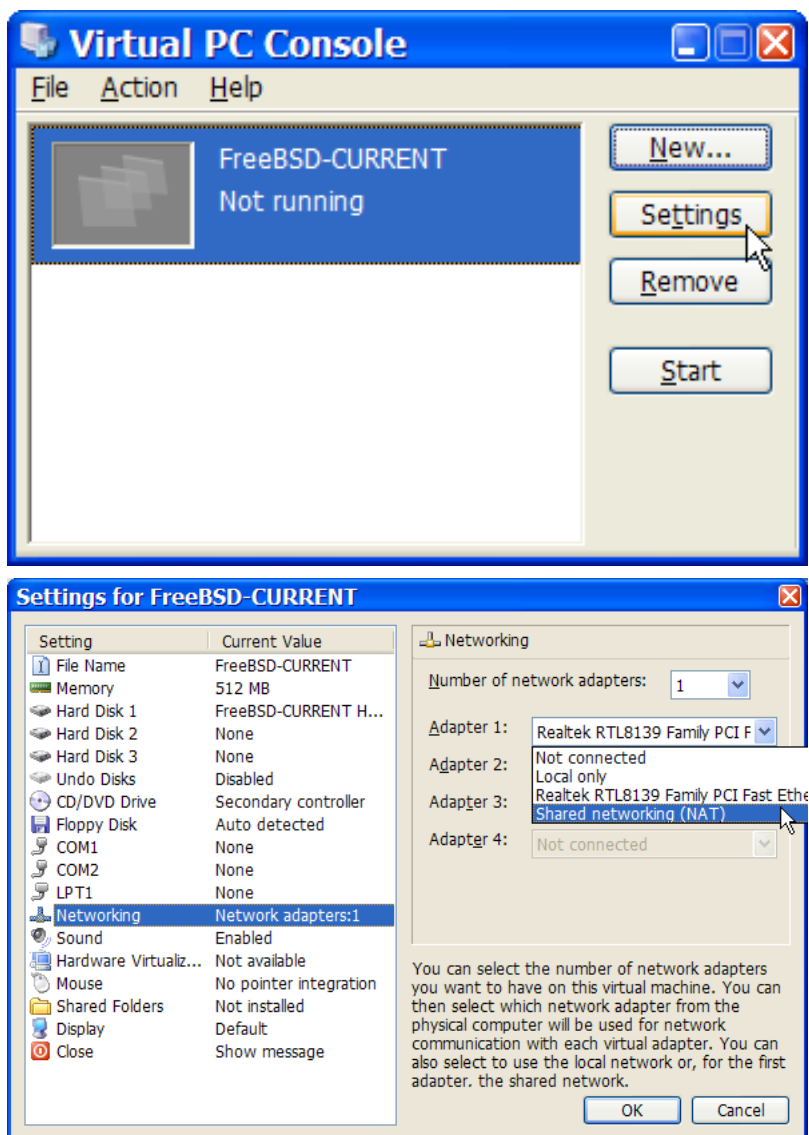 Virtual PC Console
File Action Help
FreeBSD-CURRENT
Not running
New...
Settings
Remove
Start
Settings for FreeBSD-CURRENT
Setting Current Value
File Name FreeBSD-CURRENT
Memory 512 MB
Hard Disk 1 FreeBSD-CURRENT H...
Hard Disk 2 None
Hard Disk 3 None
Undo Disks Disabled
CD/DVD Drive Secondary controller
Floppy Disk Auto detected
COM1 None
COM2 None
LPT1 None
Networking Network adapters:1
Sound Enabled
Hardware Virtualiz... Not available
Mouse No pointer integration
Shared Folders Not installed
Display Default
Close Show message
Networking
Number of network adapters: 1
Adapter 1: Realtek RTL8139 Family PCI F
Not connected
Adapter 2:
Local only
Realtek RTL8139 Family PCI Fast Ethe
Adapter 3:
Shared networking (NAT)
Adapter 4: Not connected
You can select the number of network adapters
you want to have on this virtual machine. You can
then select which network adapter from the
physical computer will be used for network
communication with each virtual adapter. You can
also select to use the local network or, for the first
adapter, the shared network.
OK Cancel